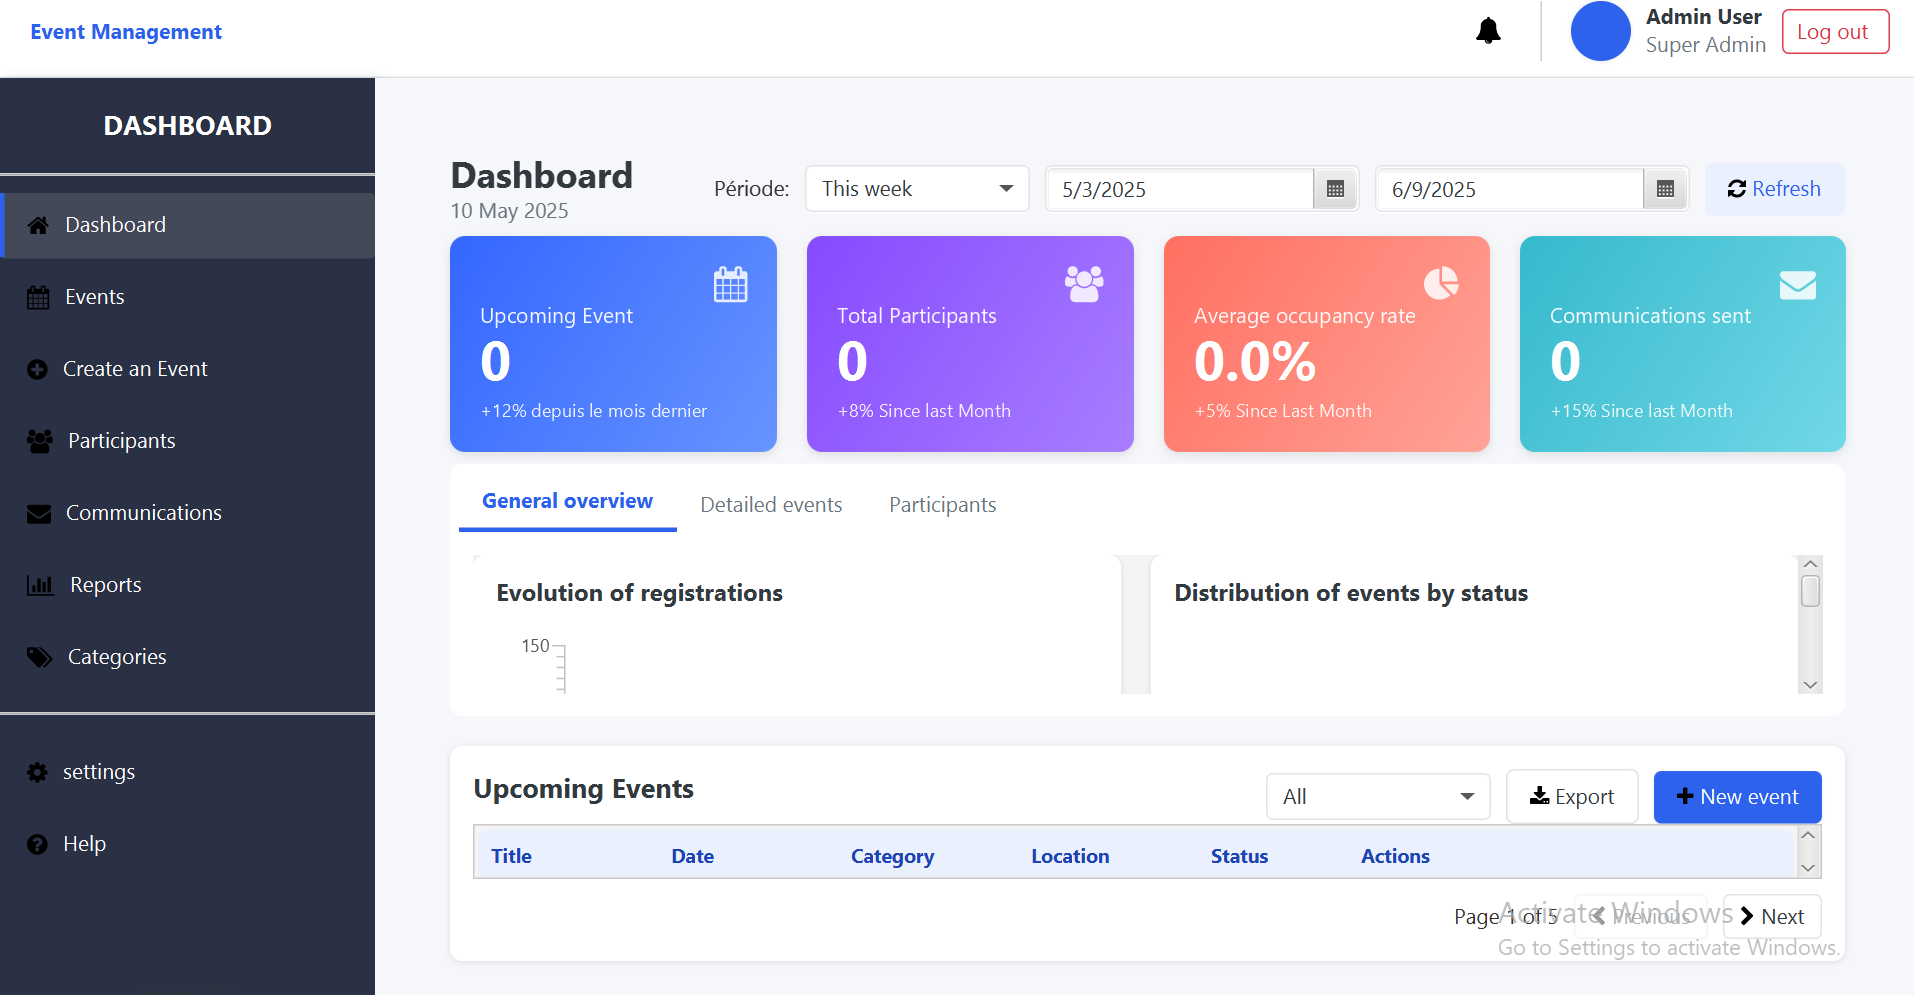 Event Management
Admin User
Super Admin
Log out
DASHBOARD
Dashboard
Events
Create an Event
Participants
Communications
Reports
Categories
settings
Help
Dashboard
10 May 2025
Période:
This week
5/3/2025
6/9/2025
Refresh
Upcoming Event
0
+12% depuis le mois dernier
Total Participants
0
+8% Since last Month
Average occupancy rate
0.0%
+5% Since Last Month
Communications sent
0
+15% Since last Month
General overview
Detailed events
Participants
Evolution of registrations
150
Distribution of events by status
Upcoming Events
All
Export
New event
Title Date Category Location Status Actions
Page 1 of 5
Previous
Next
Activate Windows
Go to Settings to activate Windows.